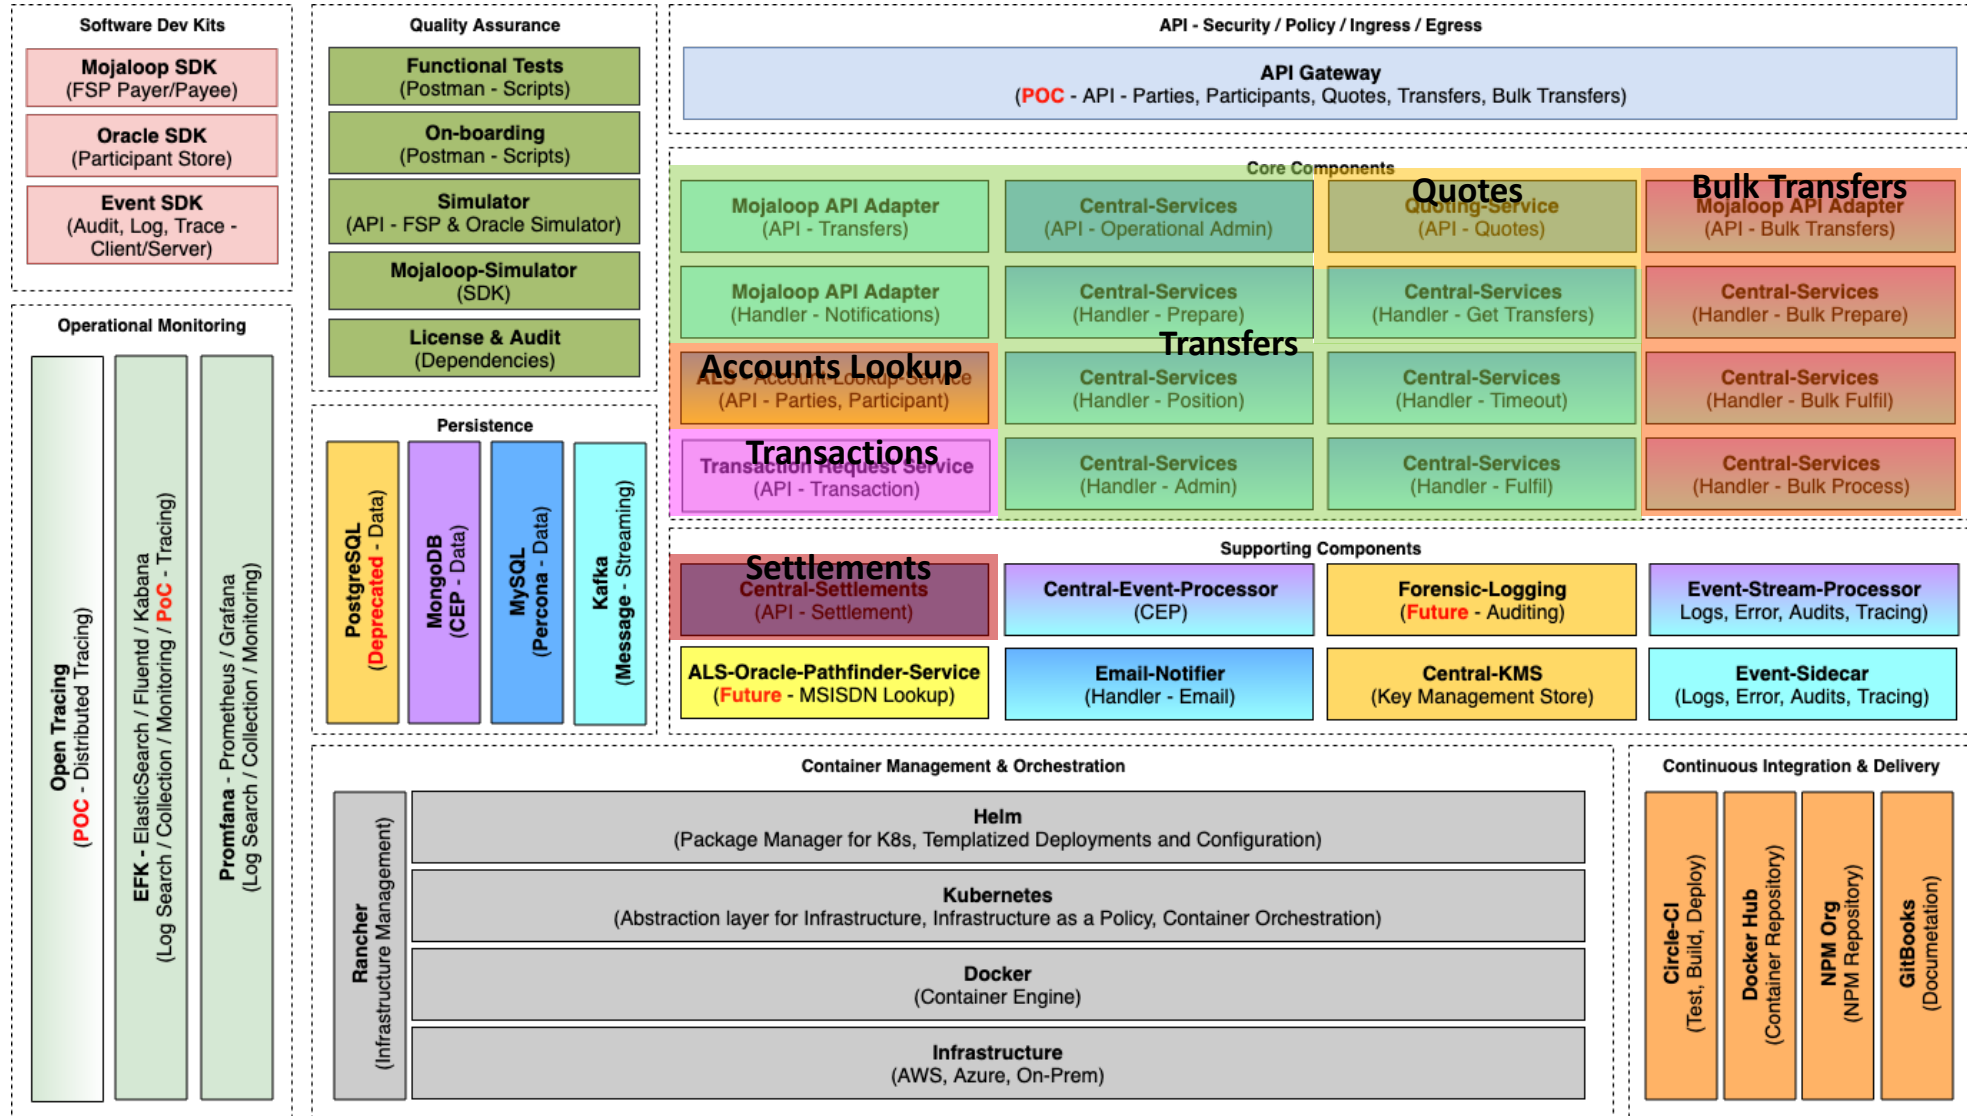 Software Dev Kits
Mojaloop SDK
(FSP Payer/Payee)
Oracle SDK
(Participant Store)
Event SDK
(Audit, Log, Trace -
Client/Server)
Operational Monitoring
Open Tracing
(POC - Distributed Tracing)
EFK - ElasticSearch / Fluentd / Kabana
(Log Search / Collection / Monitoring / PoC - Tracing)
Promfana - Prometheus / Grafana
(Log Search / Collection / Monitoring)
Quality Assurance
Functional Tests
(Postman - Scripts)
On-boarding
(Postman - Scripts)
Simulator
(API - FSP & Oracle Simulator)
Mojaloop-Simulator
(SDK)
License & Audit
(Dependencies)
Persistence
PostgreSQL
(Deprecated - Data)
MongoDB
(CEP - Data)
MySQL
(Percona - Data)
Kafka
(Message - Streaming)
API - Security / Policy / Ingress / Egress
API Gateway
(POC - API - Parties, Participants, Quotes, Transfers, Bulk Transfers)
Core Components
Mojaloop API Adapter
(API - Transfers)
Central-Services
(API - Operational Admin)
Quotes
Quoting-Service
(API - Quotes)
Bulk Transfers
Mojaloop API Adapter
(API - Bulk Transfers)
Mojaloop API Adapter
(Handler - Notifications)
Central-Services
(Handler - Prepare)
Central-Services
(Handler - Get Transfers)
Central-Services
(Handler - Bulk Prepare)
Transfers
Accounts Lookup
ALS - Account-Lookup-Service
(API - Parties, Participant)
Central-Services
(Handler - Position)
Central-Services
(Handler - Timeout)
Central-Services
(Handler - Bulk Fulfil)
Transactions
Transaction Request Service
(API - Transaction)
Central-Services
(Handler - Admin)
Central-Services
(Handler - Fulfil)
Central-Services
(Handler - Bulk Process)
Supporting Components
Settlements
Central-Settlements
(API - Settlement)
Central-Event-Processor
(CEP)
Forensic-Logging
(Future - Auditing)
Event-Stream-Processor
Logs, Error, Audits, Tracing)
ALS-Oracle-Pathfinder-Service
(Future - MSISDN Lookup)
Email-Notifier
(Handler - Email)
Central-KMS
(Key Management Store)
Event-Sidecar
(Logs, Error, Audits, Tracing)
Container Management & Orchestration
Rancher
(Infrastructure Management)
Helm
(Package Manager for K8s, Templatized Deployments and Configuration)
Kubernetes
(Abstraction layer for Infrastructure, Infrastructure as a Policy, Container Orchestration)
Docker
(Container Engine)
Infrastructure
(AWS, Azure, On-Prem)
Continuous Integration & Delivery
Circle-CI
(Test, Build, Deploy)
Docker Hub
(Container Repository)
NPM Org
(NPM Repository)
GitBooks
(Documetation)